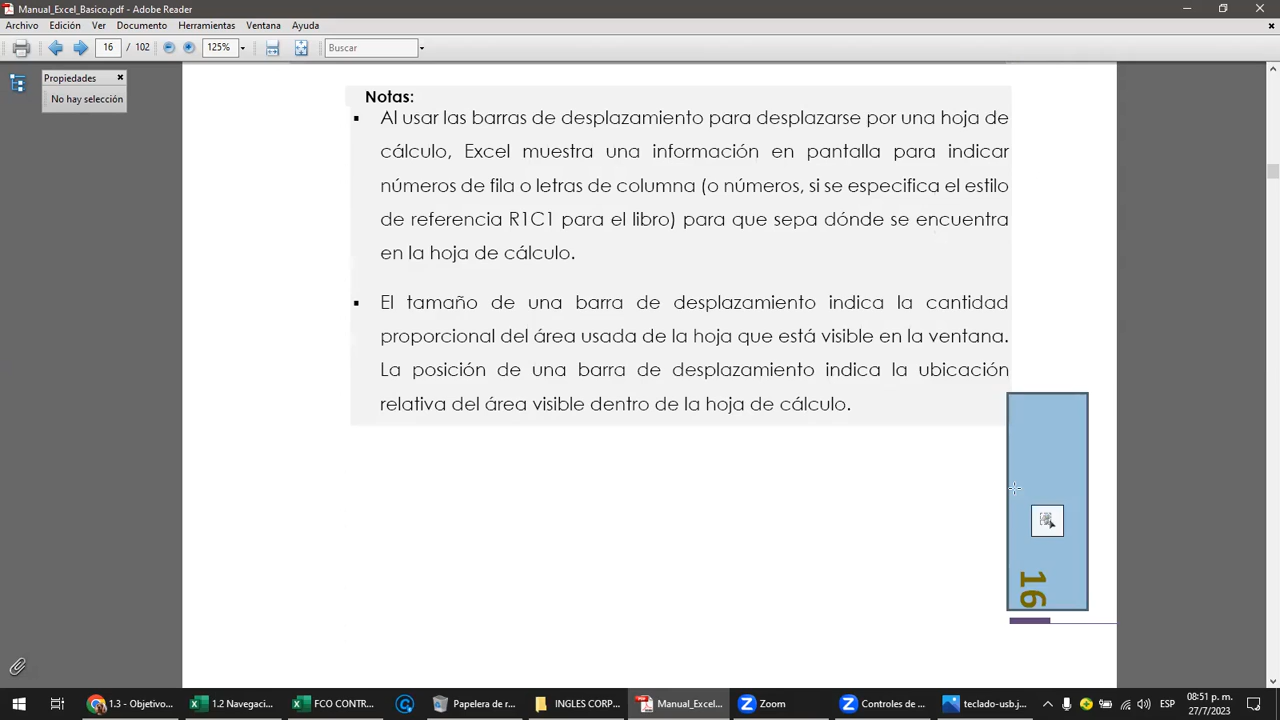 Manual_Excel_Basico.pdf - Adobe Reader
Archivo Edición Ver Documento Herramientas Ventana Ayuda
16 / 102 125% Buscar
Propiedades
No hay selección
Notas:
Al usar las barras de desplazamiento para desplazarse por una hoja de
cálculo, Excel muestra una información en pantalla para indicar
números de fila o letras de columna (o números, si se especifica el estilo
de referencia R1C1 para el libro) para que sepa dónde se encuentra
en la hoja de cálculo.
El tamaño de una barra de desplazamiento indica la cantidad
proporcional del área usada de la hoja que está visible en la ventana.
La posición de una barra de desplazamiento indica la ubicación
relativa del área visible dentro de la hoja de cálculo.
16
1.3 - Objetivo... 1.2 Navegaci... FCO CONTR... Papelera de r... INGLES CORP... Manual_Exce... Zoom Controles de ... teclado-usb.j... ESP 08:51 p. m.
27/7/2023